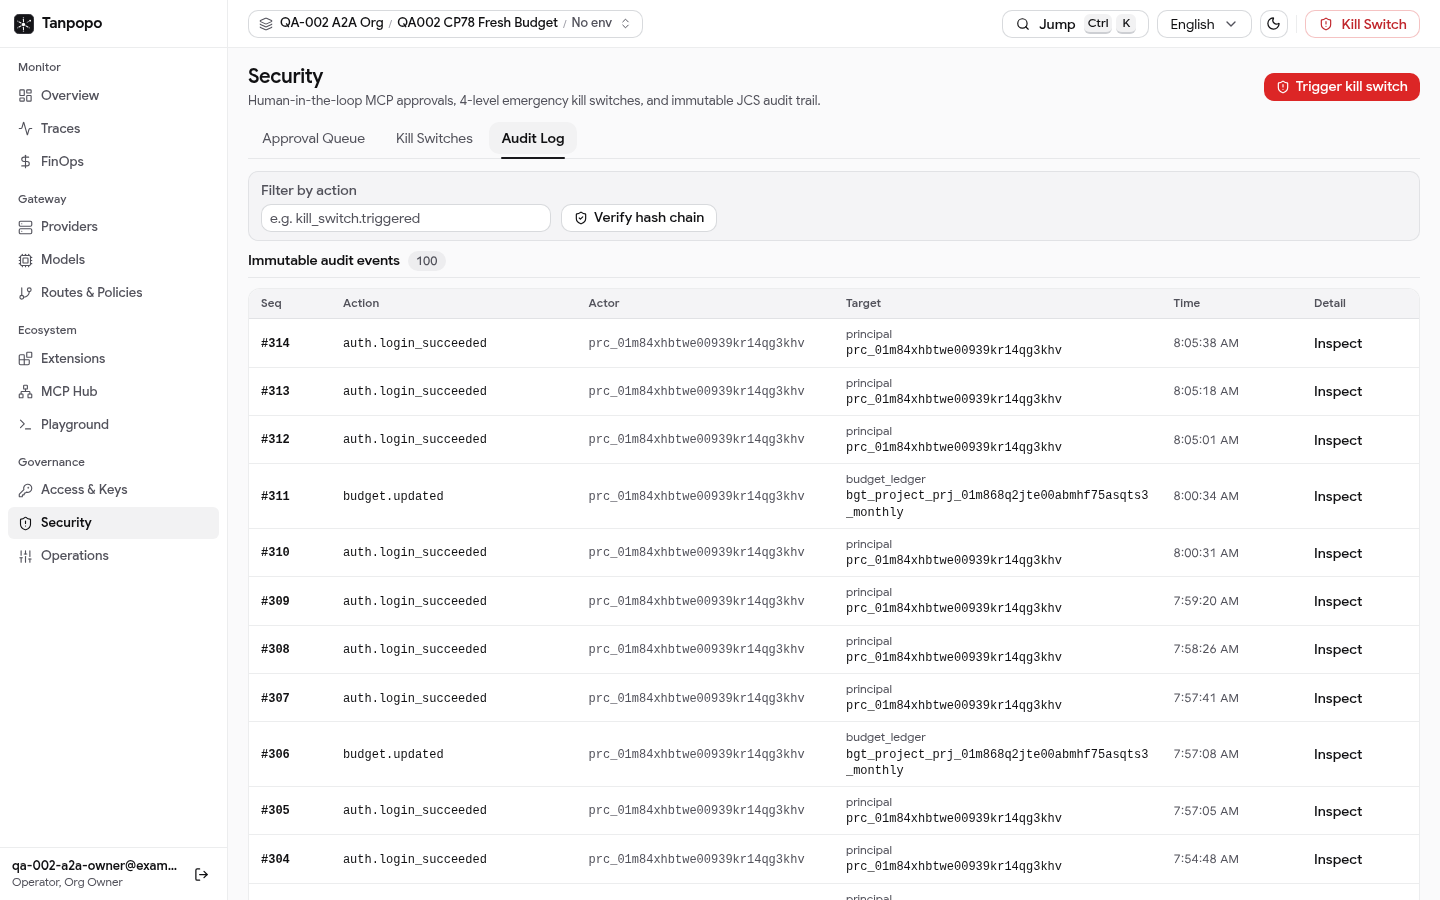 Tanpopo
QA-002 A2A Org / QA002 CP78 Fresh Budget / No env
Jump Ctrl K
English
Kill Switch
Monitor
Overview
Traces
FinOps
Gateway
Providers
Models
Routes & Policies
Ecosystem
Extensions
MCP Hub
Playground
Governance
Access & Keys
Security
Operations
qa-002-a2a-owner@exam...
Operator, Org Owner
Security
Human-in-the-loop MCP approvals, 4-level emergency kill switches, and immutable JCS audit trail.
Trigger kill switch
Approval Queue Kill Switches Audit Log
Filter by action
e.g. kill_switch.triggered
Verify hash chain
Immutable audit events 100
Seq Action Actor Target Time Detail
#314 auth.login_succeeded prc_01m84xhbtwe00939kr14qg3khv principal
prc_01m84xhbtwe00939kr14qg3khv 8:05:38 AM Inspect
#313 auth.login_succeeded prc_01m84xhbtwe00939kr14qg3khv principal
prc_01m84xhbtwe00939kr14qg3khv 8:05:18 AM Inspect
#312 auth.login_succeeded prc_01m84xhbtwe00939kr14qg3khv principal
prc_01m84xhbtwe00939kr14qg3khv 8:05:01 AM Inspect
#311 budget.updated prc_01m84xhbtwe00939kr14qg3khv budget_ledger
bgt_project_prj_01m868q2jte00abmhf75asqts3
_monthly 8:00:34 AM Inspect
#310 auth.login_succeeded prc_01m84xhbtwe00939kr14qg3khv principal
prc_01m84xhbtwe00939kr14qg3khv 8:00:31 AM Inspect
#309 auth.login_succeeded prc_01m84xhbtwe00939kr14qg3khv principal
prc_01m84xhbtwe00939kr14qg3khv 7:59:20 AM Inspect
#308 auth.login_succeeded prc_01m84xhbtwe00939kr14qg3khv principal
prc_01m84xhbtwe00939kr14qg3khv 7:58:26 AM Inspect
#307 auth.login_succeeded prc_01m84xhbtwe00939kr14qg3khv principal
prc_01m84xhbtwe00939kr14qg3khv 7:57:41 AM Inspect
#306 budget.updated prc_01m84xhbtwe00939kr14qg3khv budget_ledger
bgt_project_prj_01m868q2jte00abmhf75asqts3
_monthly 7:57:08 AM Inspect
#305 auth.login_succeeded prc_01m84xhbtwe00939kr14qg3khv principal
prc_01m84xhbtwe00939kr14qg3khv 7:57:05 AM Inspect
#304 auth.login_succeeded prc_01m84xhbtwe00939kr14qg3khv principal
prc_01m84xhbtwe00939kr14qg3khv 7:54:48 AM Inspect
principal